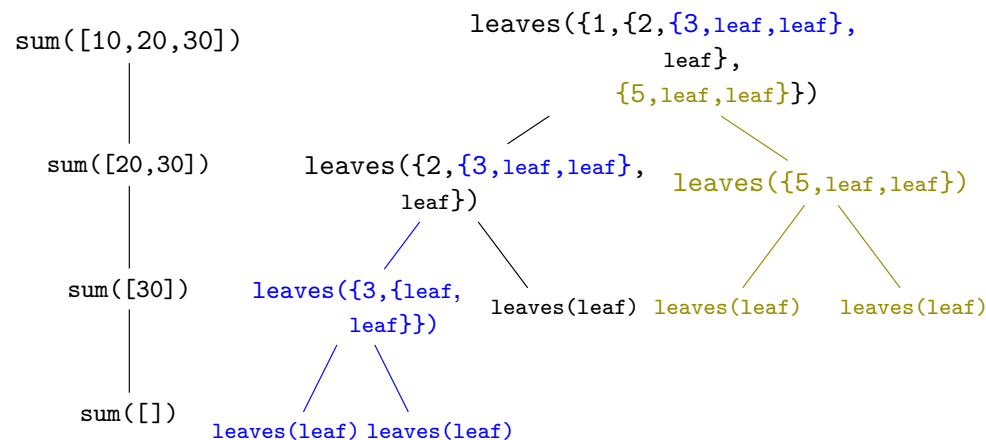 sum([10,20,30])
sum([20,30])
sum([30])
sum([])
leaves({1,{2,{3,leaf,leaf},
leaf},
{5,leaf,leaf}})
leaves({2,{3,leaf,leaf},
leaf})
leaves({5,leaf,leaf})
leaves({3,{leaf,
leaf}})
leaves(leaf)
leaves(leaf)
leaves(leaf)
leaves(leaf)
leaves(leaf)